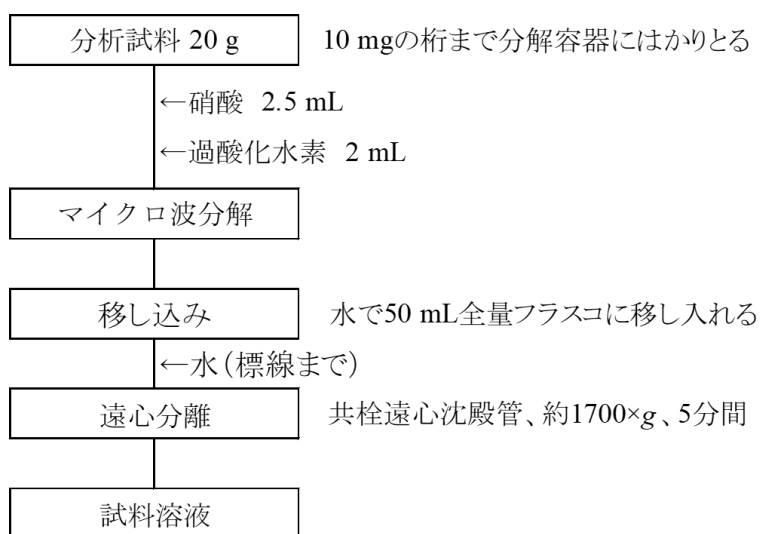 分析試料 20 g 10 mgの桁まで分解容器にはかりとる
←硝酸 2.5 mL
←過酸化水素 2 mL
マイクロ波分解
移し込み 水で50 mL全量フラスコに移し入れる
←水(標線まで)
遠心分離 共栓遠心沈殿管、約1700×g、5分間
試料溶液